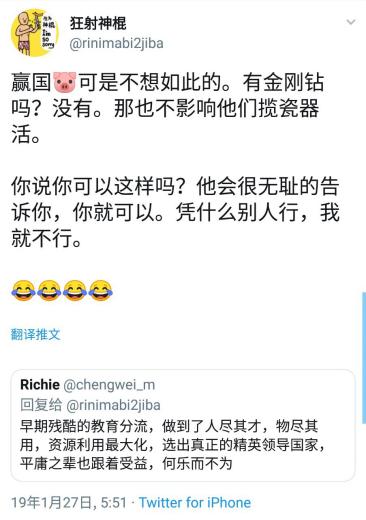 狂射神棍
@rinimabi2jiba
赢国🐷可是不想如此的。有金刚钻
吗？没有。那也不影响他们揽瓷器
活。
你说你可以这样吗？他会很无耻的告
诉你，你就可以。凭什么别人行，我
就不行。
😂😂😂😂
翻译推文
Richie @chengwei_m
回复给 @rinimabi2jiba
早期残酷的教育分流，做到了人尽其才，物尽其
用，资源利用最大化，选出真正的精英领导国家，
平庸之辈也跟着受益，何乐而不为
19年1月27日, 5:51 · Twitter for iPhone